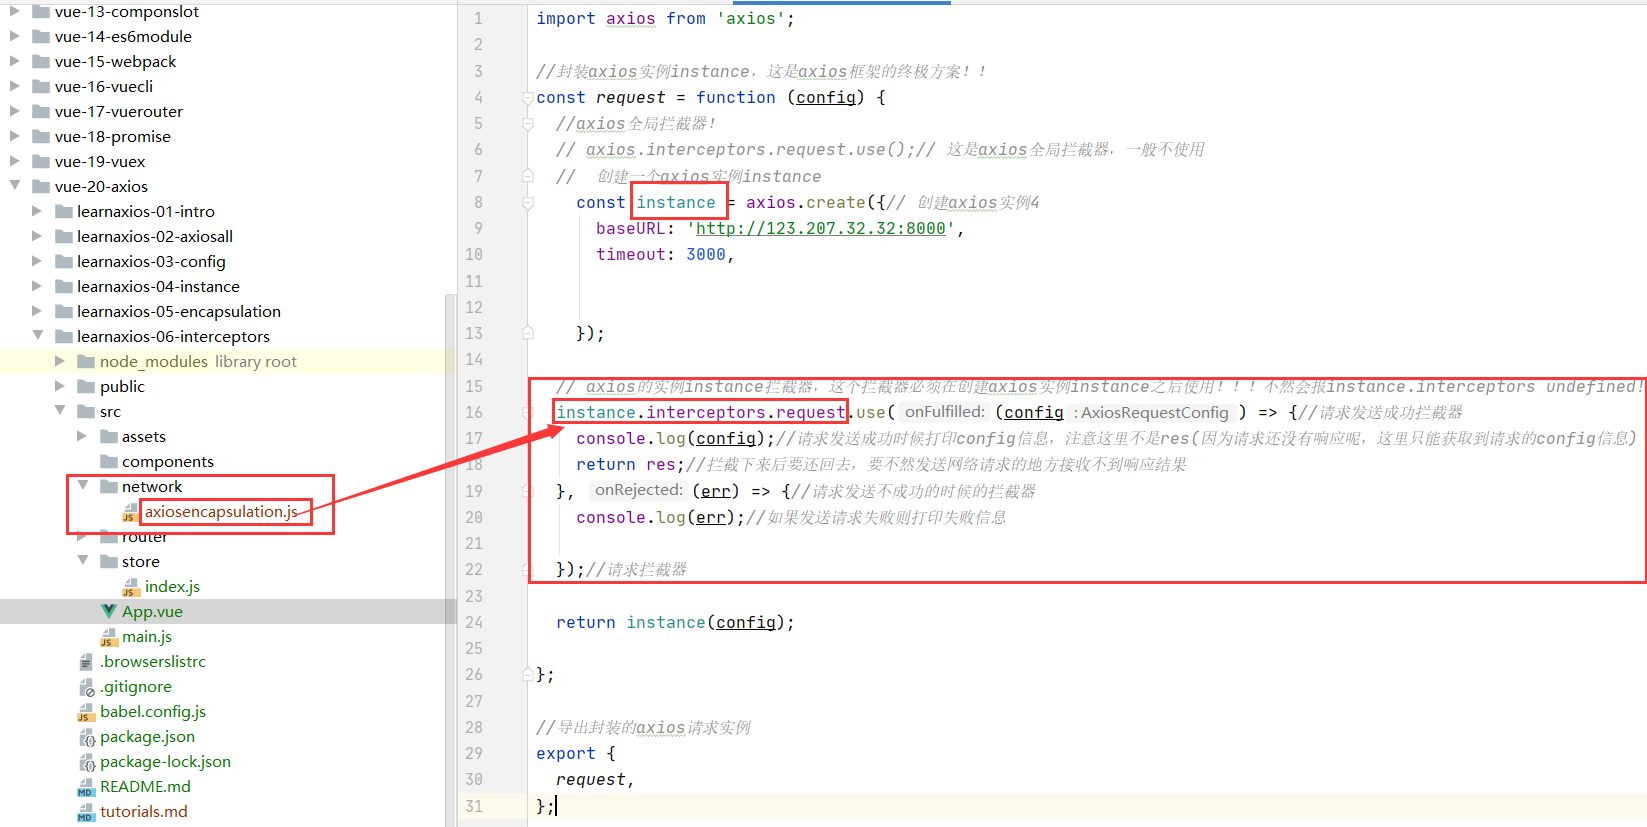 vue-13-componslot
vue-14-es6module
vue-15-webpack
vue-16-vuecli
vue-17-vuerouter
vue-18-promise
vue-19-vuex
vue-20-axios
learnaxios-01-intro
learnaxios-02-axiosall
learnaxios-03-config
learnaxios-04-instance
learnaxios-05-encapsulation
learnaxios-06-interceptors
node_modules library root
public
src
assets
components
network
axiosencapsulation.js
router
store
index.js
App.vue
main.js
.browserslistrc
.gitignore
babel.config.js
package.json
package-lock.json
README.md
tutorials.md
1 import axios from 'axios';
2
3 //封装axios实例instance，这是axios框架的终极方案！！
4 const request = function (config) {
5 //axios全局拦截器！
6 // axios.interceptors.request.use();// 这是axios全局拦截器，一般不使用
7 // 创建一个axios实例instance
8 const instance = axios.create({// 创建axios实例4
9 baseURL: 'http://123.207.32.32:8000',
10 timeout: 3000,
11
12
13 });
14
15 // axios的实例instance拦截器，这个拦截器必须在创建axios实例instance之后使用！！！不然会报instance.interceptors undefined!
16 instance.interceptors.request.use( onFulfilled: (config : AxiosRequestConfig ) => {//请求发送成功拦截器
17 console.log(config);//请求发送成功时候打印config信息，注意这里不是res(因为请求还没有响应呢，这里只能获取到请求的config信息)
18 return res;//拦截下来后要还回去，要不然发送网络请求的地方接收不到响应结果
19 }, onRejected: (err) => {//请求发送不成功的时候的拦截器
20 console.log(err);//如果发送请求失败则打印失败信息
21
22 });//请求拦截器
23
24 return instance(config);
25
26 };
27
28 //导出封装的axios请求实例
29 export {
30 request,
31 };